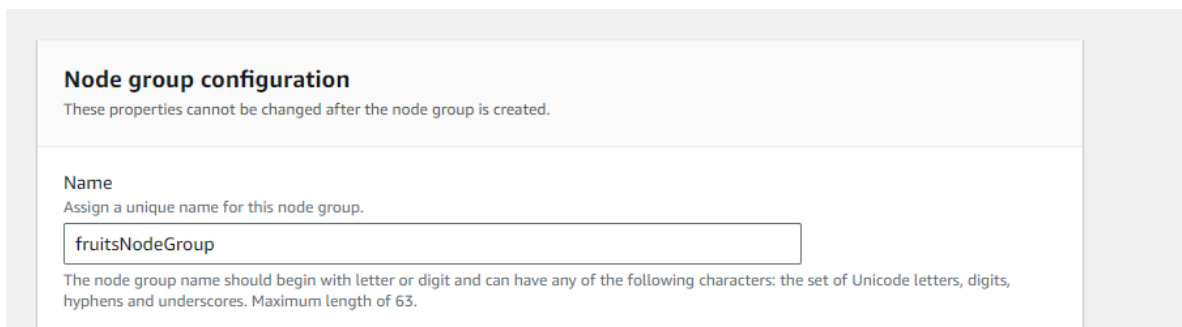 Node group configuration
These properties cannot be changed after the node group is created.
Name
Assign a unique name for this node group.
fruitsNodeGroup
The node group name should begin with letter or digit and can have any of the following characters: the set of Unicode letters, digits,
hyphens and underscores. Maximum length of 63.